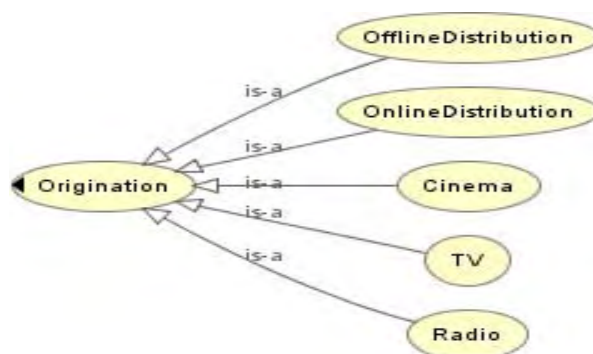 OfflineDistribution
is-a
OnlineDistribution
is-a
Origination
is-a
Cinema
is-a
TV
is-a
Radio